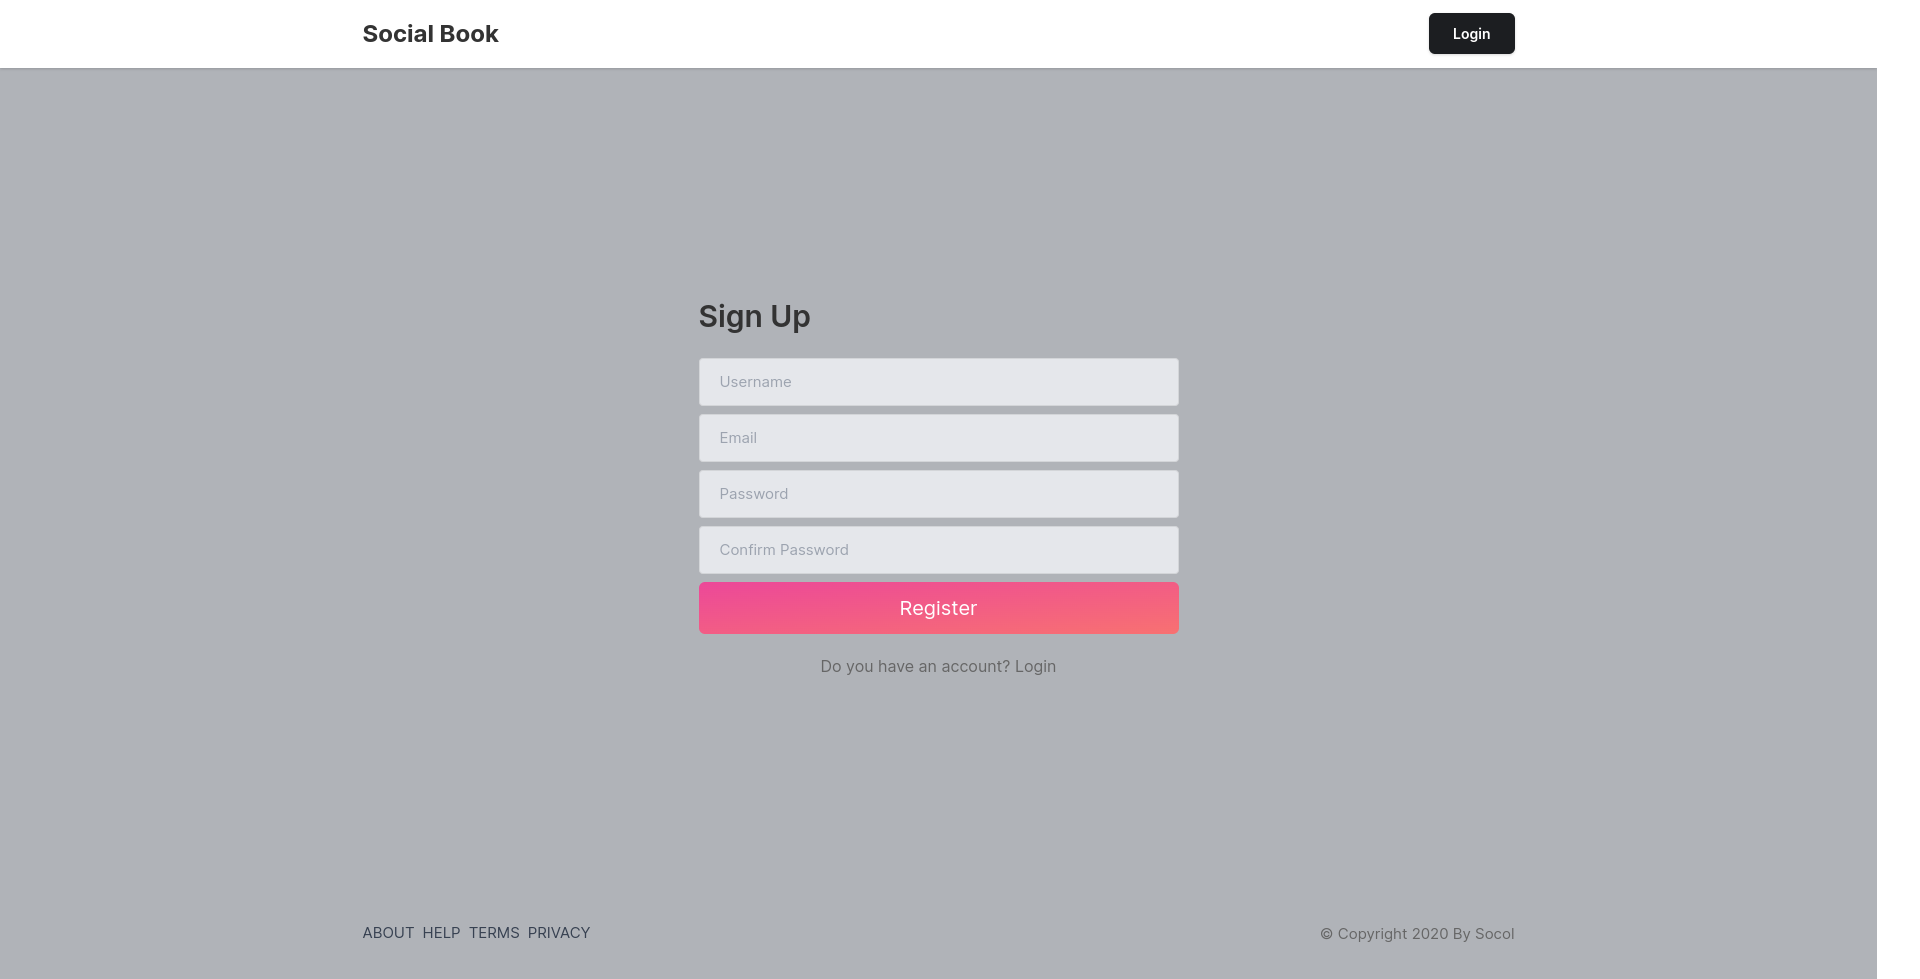 Social Book
Login
Sign Up
Username
Email
Password
Confirm Password
Register
Do you have an account? Login
ABOUT HELP TERMS PRIVACY
© Copyright 2020 By Socol